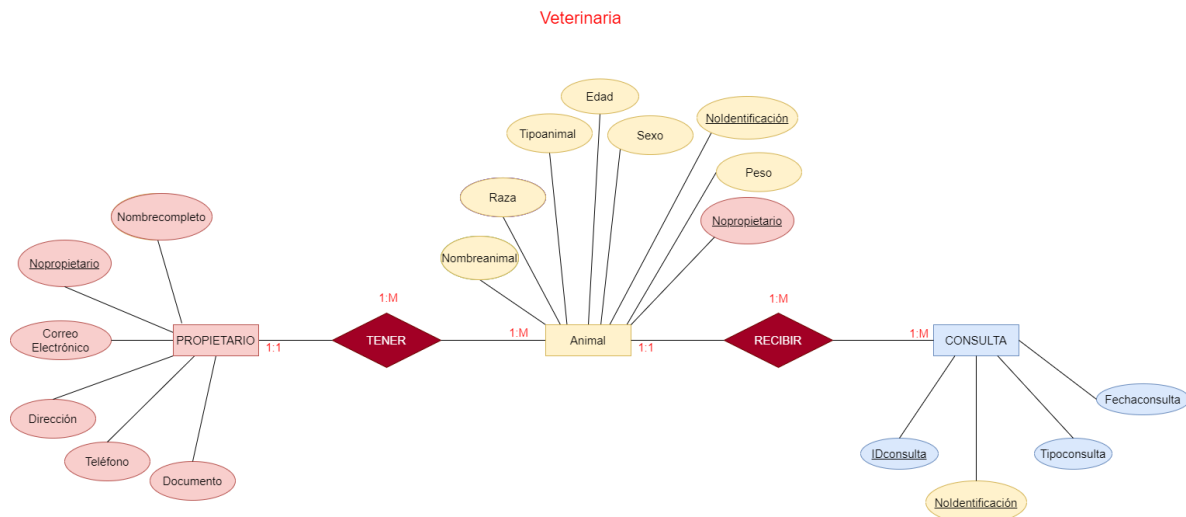 Veterinaria
Edad
NoIdentificación
Tipoanimal
Sexo
Peso
Raza
Nopropietario
Nombrecompleto
Nombreanimal
Nopropietario
1:M
1:M
Correo
Electrónico
PROPIETARIO
1:1
TENER
1:M
Animal
1:1
RECIBIR
1:M
CONSULTA
Fechaconsulta
Dirección
Teléfono
Documento
IDconsulta
Tipoconsulta
NoIdentificación